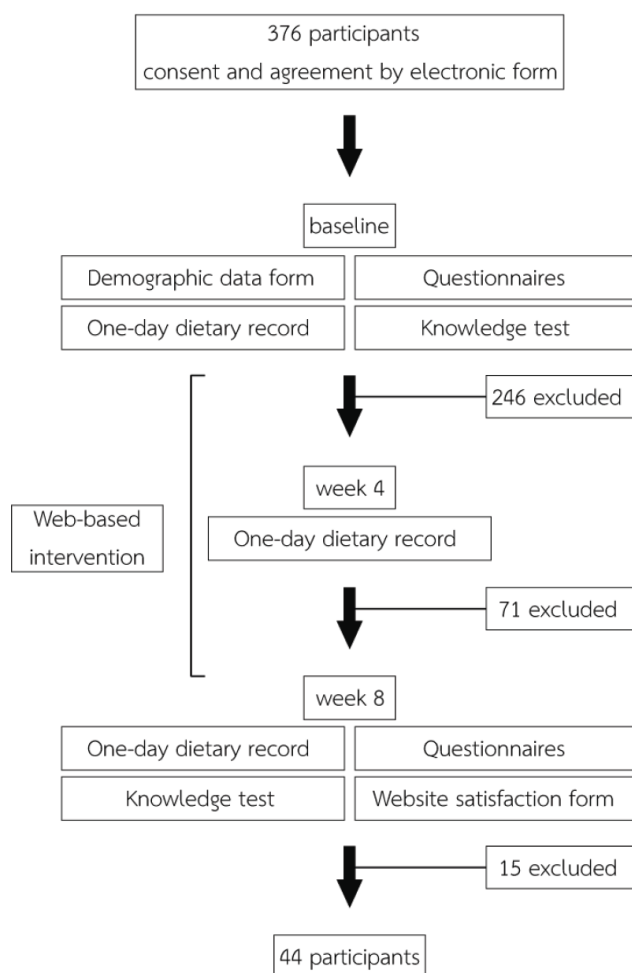 376 participants
consent and agreement by electronic form
baseline
Demographic data form
Questionnaires
One-day dietary record
Knowledge test
246 excluded
week 4
Web-based
intervention
One-day dietary record
71 excluded
week 8
One-day dietary record
Questionnaires
Knowledge test
Website satisfaction form
15 excluded
44 participants